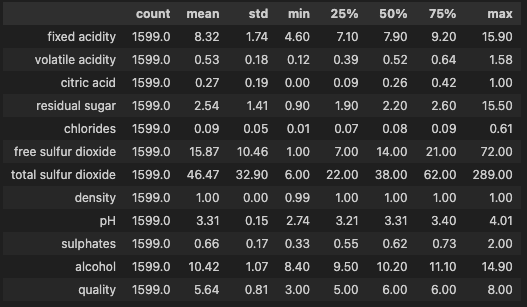 count mean std min 25% 50% 75% max
fixed acidity 1599.0 8.32 1.74 4.60 7.10 7.90 9.20 15.90
volatile acidity 1599.0 0.53 0.18 0.12 0.39 0.52 0.64 1.58
citric acid 1599.0 0.27 0.19 0.00 0.09 0.26 0.42 1.00
residual sugar 1599.0 2.54 1.41 0.90 1.90 2.20 2.60 15.50
chlorides 1599.0 0.09 0.05 0.01 0.07 0.08 0.09 0.61
free sulfur dioxide 1599.0 15.87 10.46 1.00 7.00 14.00 21.00 72.00
total sulfur dioxide 1599.0 46.47 32.90 6.00 22.00 38.00 62.00 289.00
density 1599.0 1.00 0.00 0.99 1.00 1.00 1.00 1.00
pH 1599.0 3.31 0.15 2.74 3.21 3.31 3.40 4.01
sulphates 1599.0 0.66 0.17 0.33 0.55 0.62 0.73 2.00
alcohol 1599.0 10.42 1.07 8.40 9.50 10.20 11.10 14.90
quality 1599.0 5.64 0.81 3.00 5.00 6.00 6.00 8.00